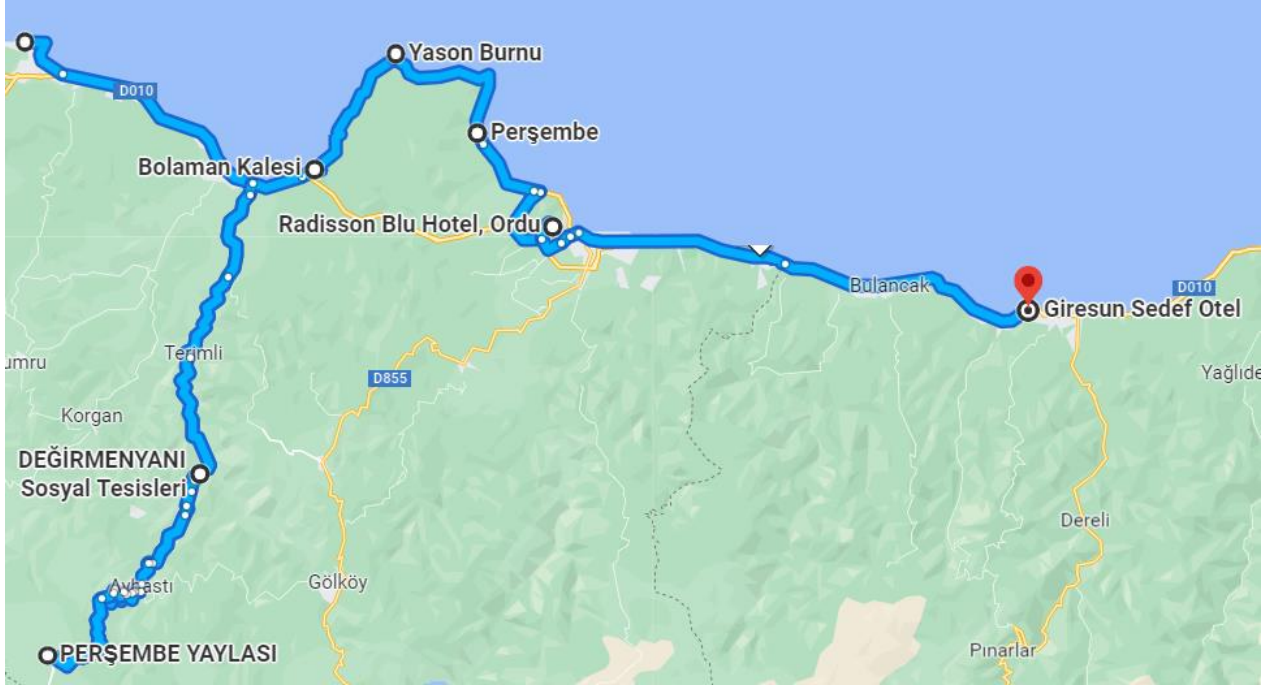 Yason Burnu
D010
Perşembe
Bolaman Kalesi
Radisson Blu Hotel, Ordu
Bulancak
D010
Giresun Sedef Otel
Terimli
umru
D855
Yağlıde
Korgan
DEĞİRMENYANI
Sosyal Tesisleri
Dereli
Aybastı
Gölköy
Pınarlar
PERŞEMBE YAYLASI